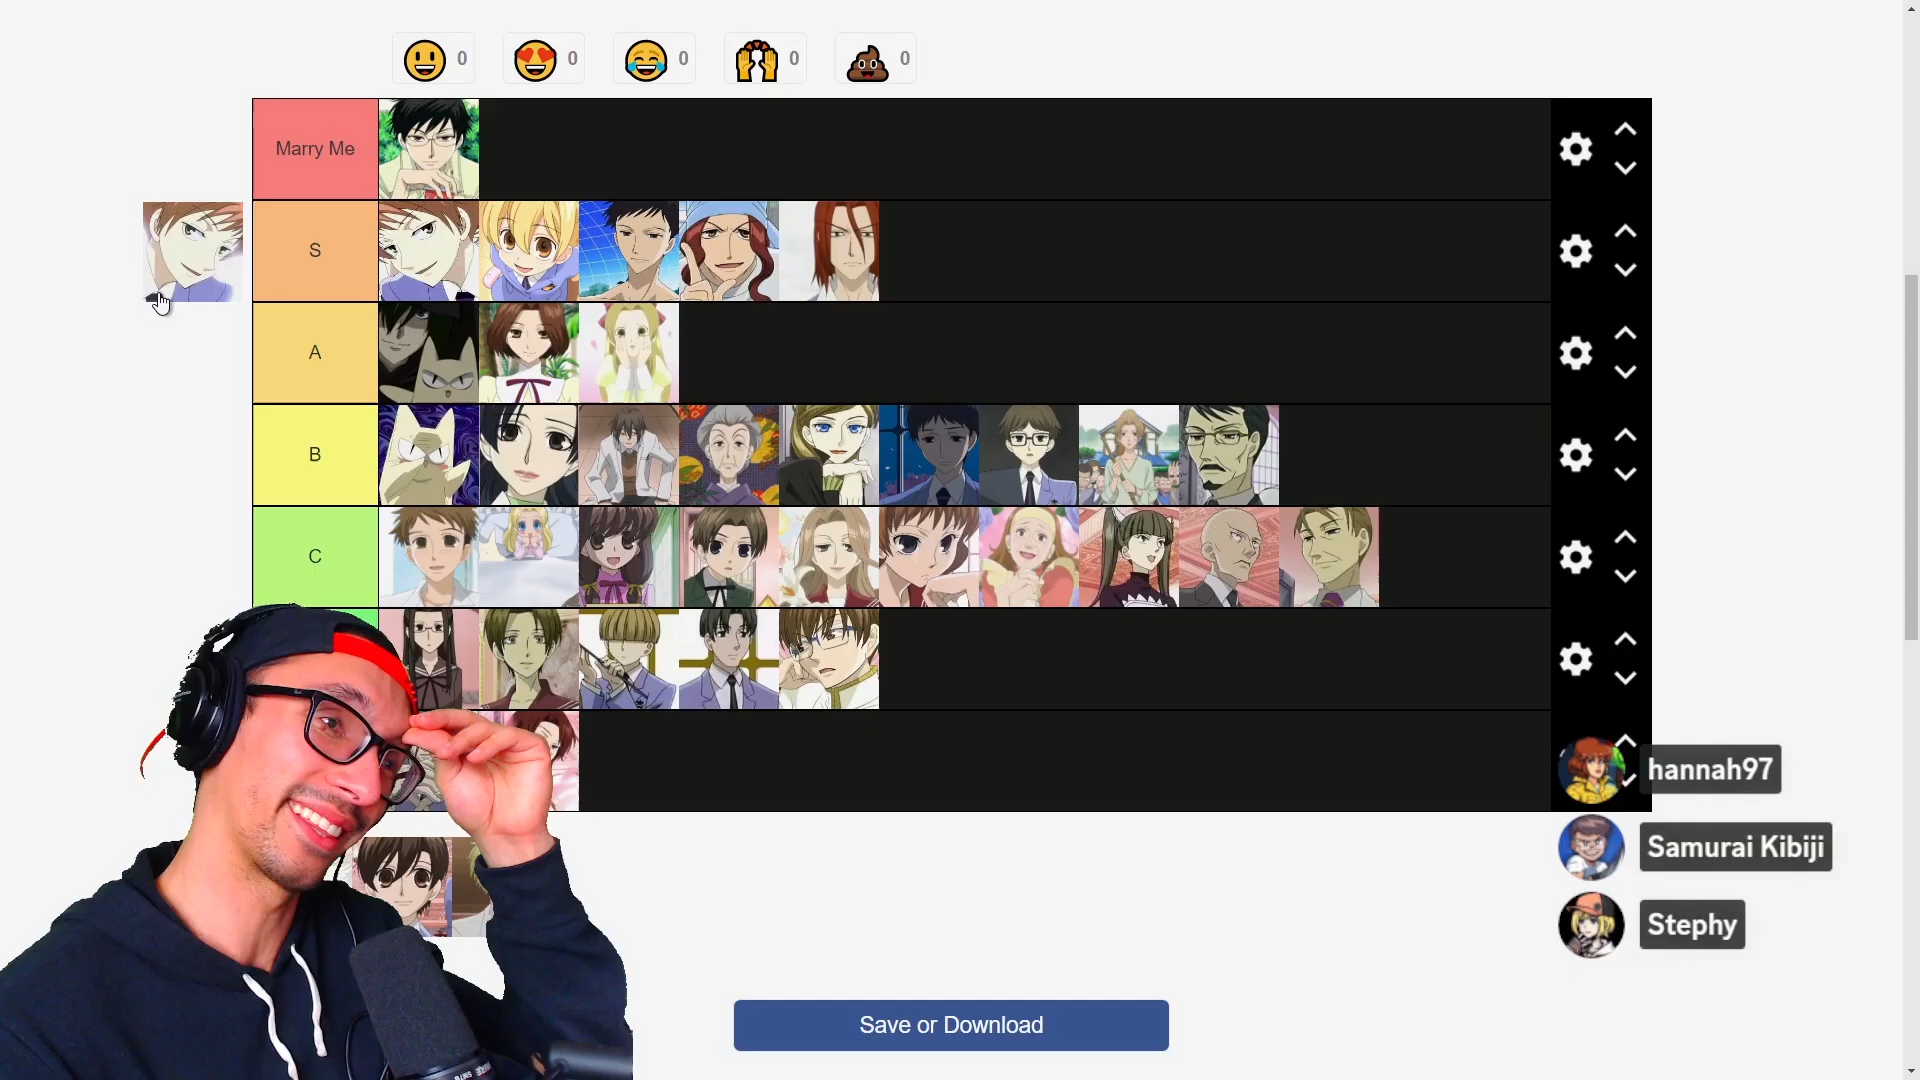 0 0 0 0 0
Marry Me
S
A
B
C
hannah97
Samurai Kibiji
Stephy
Save or Download